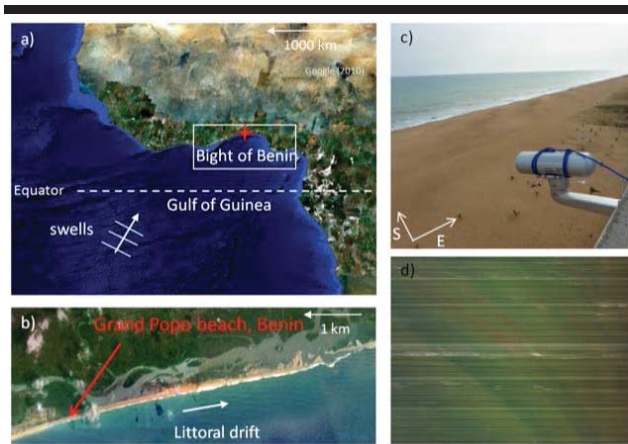 a)
1000 km
Google (2010)
Bight of Benin
Equator
Gulf of Guinea
swells
b)
Grand Popo beach, Benin
1 km
Littoral drift
c)
S
E
d)